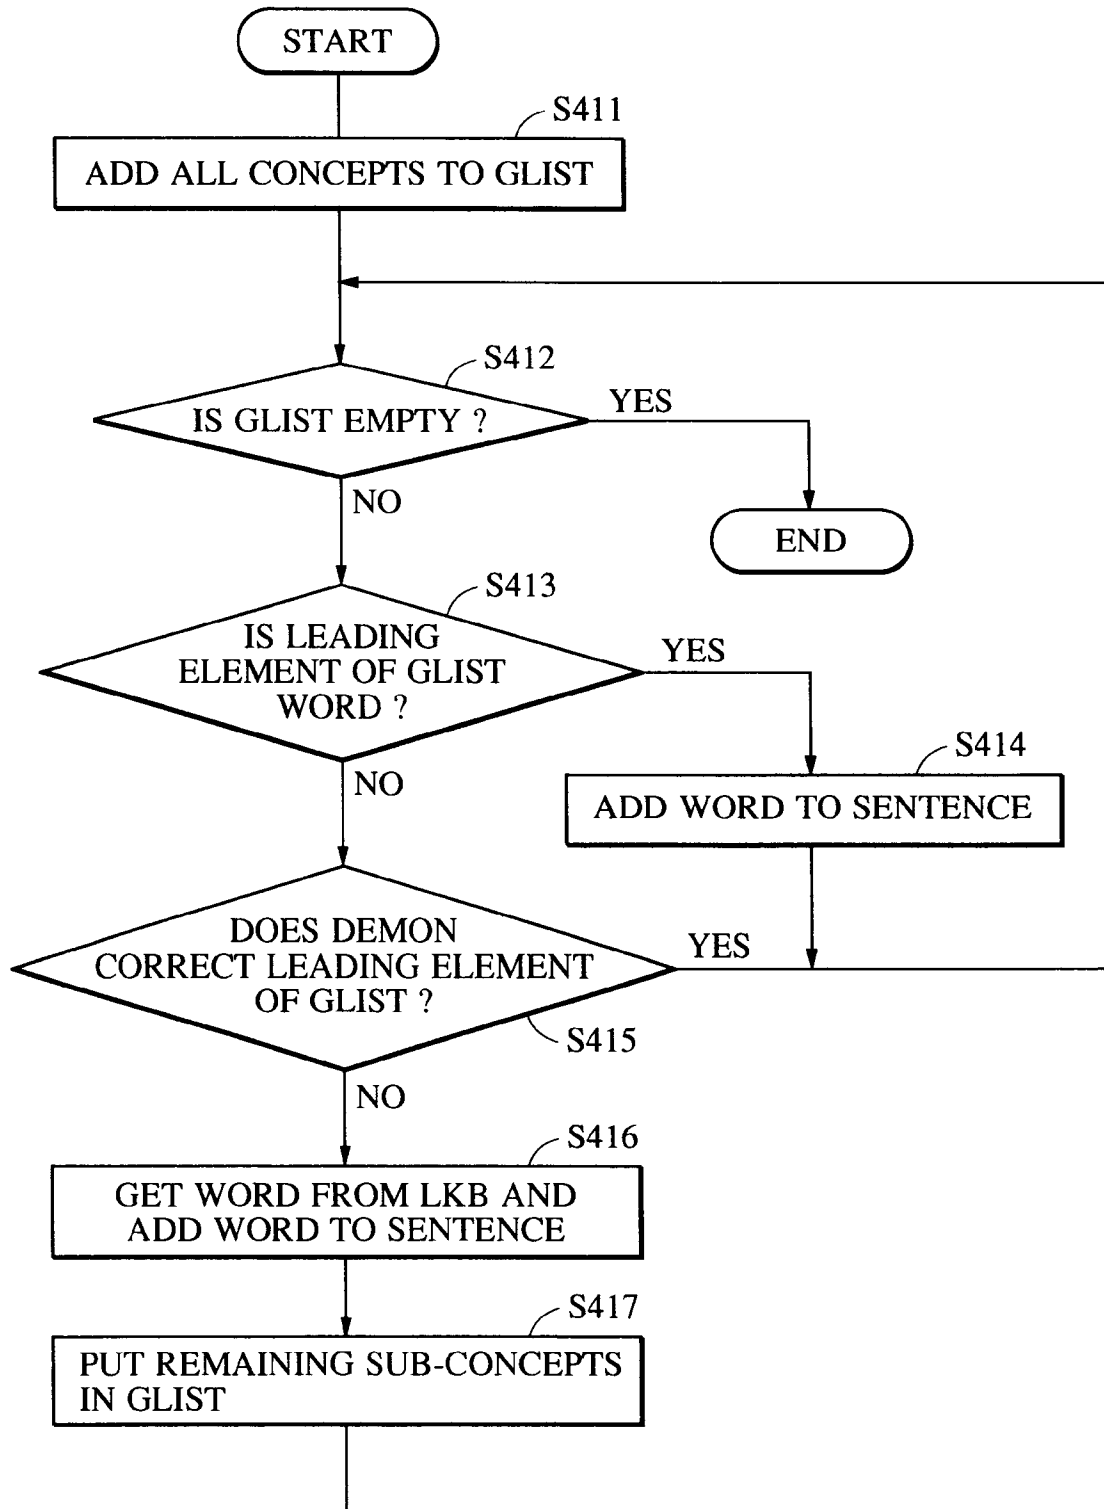 START
S411
ADD ALL CONCEPTS TO GLIST
S412
IS GLIST EMPTY ?
YES
NO
END
S413
IS LEADING
ELEMENT OF GLIST
WORD ?
YES
NO
S414
ADD WORD TO SENTENCE
DOES DEMON
CORRECT LEADING ELEMENT
OF GLIST ?
YES
S415
NO
S416
GET WORD FROM LKB AND
ADD WORD TO SENTENCE
S417
PUT REMAINING SUB-CONCEPTS
IN GLIST